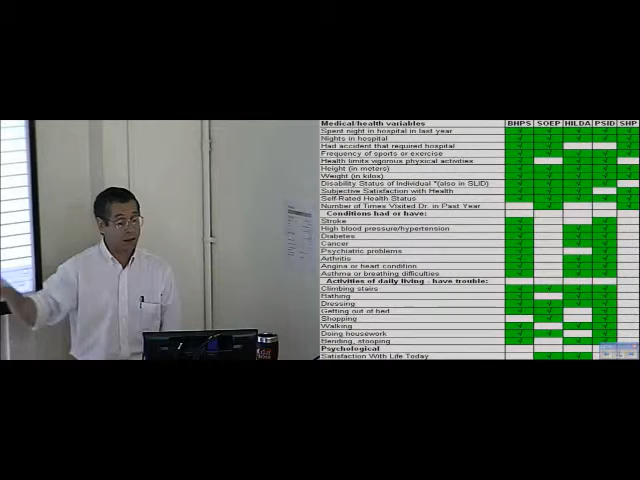 Medical/health variables BHPS SOEP HILDA PSID SHP
Spent night in hospital in last year
Nights in hospital
Had accident that required hospital
Frequency of sports or exercise
Health limits vigorous physical activities
Height (in meters)
Weight (in kilos)
Disability Status of Individual *(also in SLID)
Subjective Satisfaction with Health
Self-Rated Health Status
Number of Times Visited Dr. in Past Year
Conditions had or have:
Stroke
High blood pressure/hypertension
Diabetes
Cancer
Psychiatric problems
Arthritis
Angina or heart condition
Asthma or breathing difficulties
Activities of daily living - have trouble:
Climbing stairs
Bathing
Dressing
Getting out of bed
Shopping
Walking
Doing housework
Bending, stooping
Psychological
Satisfaction With Life Today